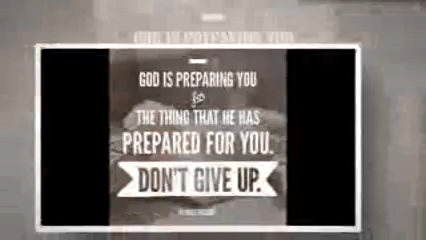 GOD IS PREPARING YOU
for
THE THING THAT HE HAS
PREPARED FOR YOU.
DON'T GIVE UP.